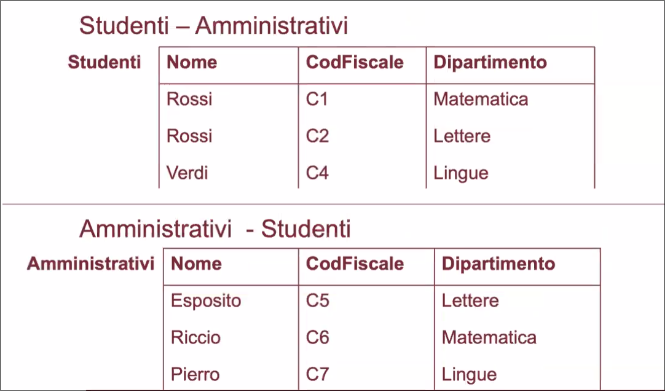 Studenti – Amministrativi
Studenti Nome CodFiscale Dipartimento
Rossi C1 Matematica
Rossi C2 Lettere
Verdi C4 Lingue
Amministrativi - Studenti
Amministrativi Nome CodFiscale Dipartimento
Esposito C5 Lettere
Riccio C6 Matematica
Pierro C7 Lingue